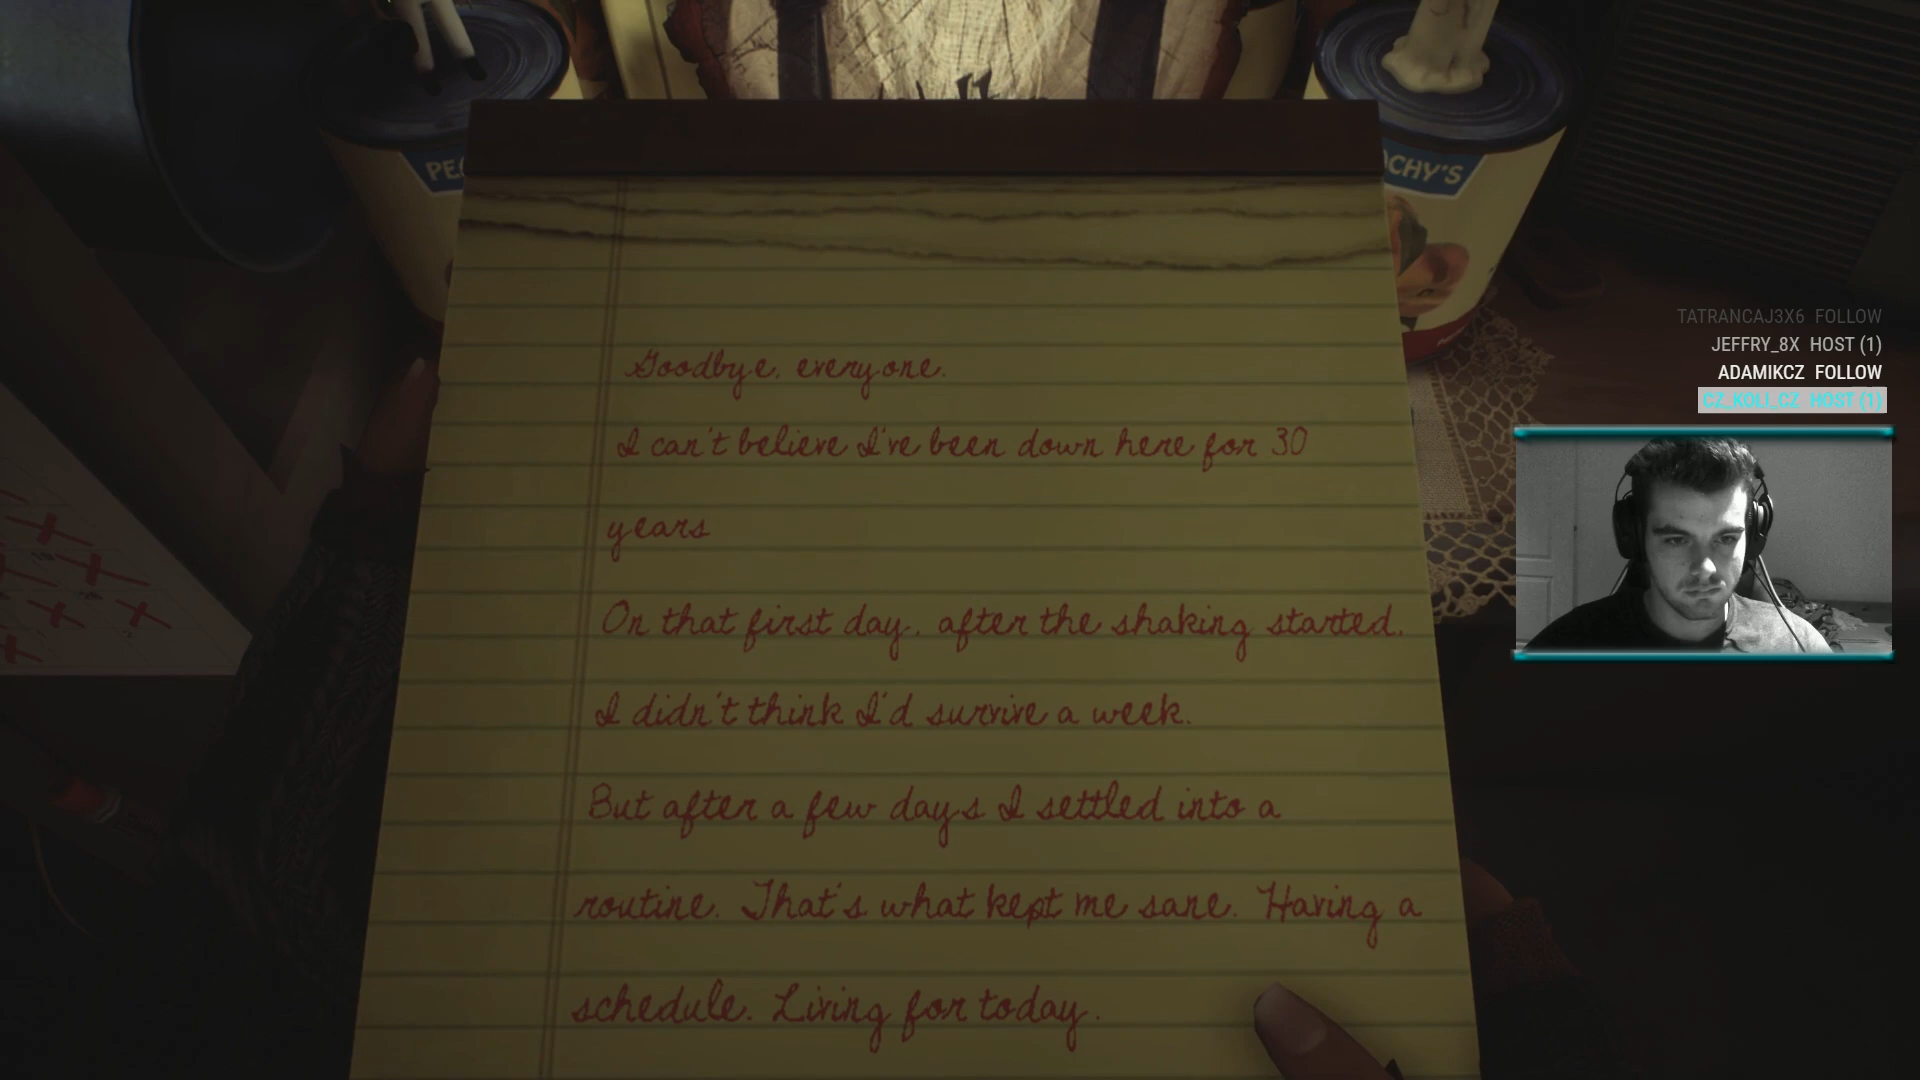 PE
CHY'S
Goodbye, everyone.
I can't believe I've been down here for 30
years
On that first day, after the shaking started,
I didn't think I'd survive a week.
But after a few days I settled into a
routine. That's what kept me sane. Having a
schedule. Living for today.
TATRANCAJ3X6 FOLLOW
JEFFRY_8X HOST (1)
ADAMIKCZ FOLLOW
CZ_KOLI_CZ HOST (1)